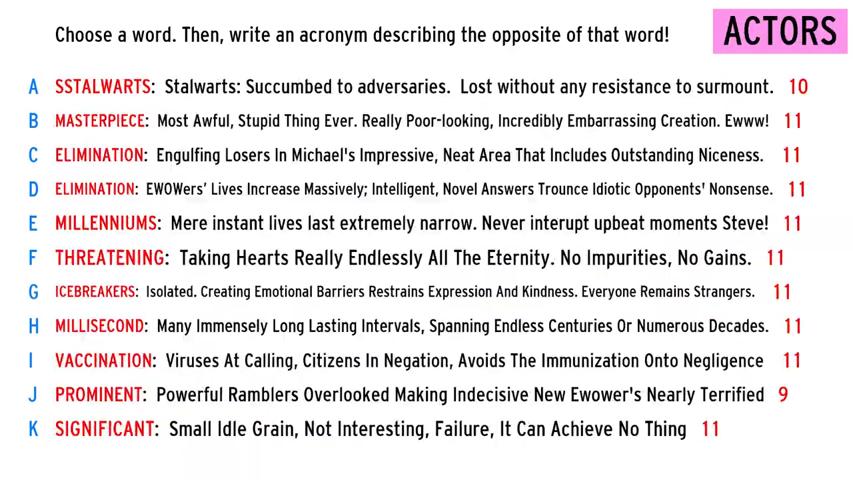 Choose a word. Then, write an acronym describing the opposite of that word!
ACTORS
A SSTALWARTS: Stalwarts: Succumbed to adversaries. Lost without any resistance to surmount. 10
B MASTERPIECE: Most Awful, Stupid Thing Ever. Really Poor-looking, Incredibly Embarrassing Creation. Ewww! 11
C ELIMINATION: Engulfing Losers In Michael's Impressive, Neat Area That Includes Outstanding Niceness. 11
D ELIMINATION: EWOWers' Lives Increase Massively; Intelligent, Novel Answers Trounce Idiotic Opponents' Nonsense. 11
E MILLENNIUMS: Mere instant lives last extremely narrow. Never interupt upbeat moments Steve! 11
F THREATENING: Taking Hearts Really Endlessly All The Eternity. No Impurities, No Gains. 11
G ICEBREAKERS: Isolated. Creating Emotional Barriers Restrains Expression And Kindness. Everyone Remains Strangers. 11
H MILLISECOND: Many Immensely Long Lasting Intervals, Spanning Endless Centuries Or Numerous Decades. 11
I VACCINATION: Viruses At Calling, Citizens In Negation, Avoids The Immunization Onto Negligence 11
J PROMINENT: Powerful Ramblers Overlooked Making Indecisive New Ewower's Nearly Terrified 9
K SIGNIFICANT: Small Idle Grain, Not Interesting, Failure, It Can Achieve No Thing 11